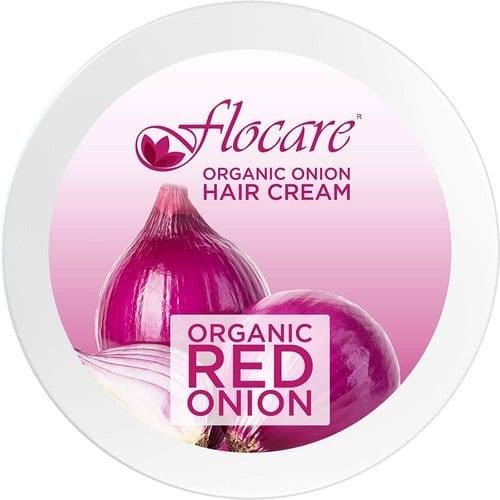 flocare R
ORGANIC ONION
HAIR CREAM
ORGANIC
RED
ONION